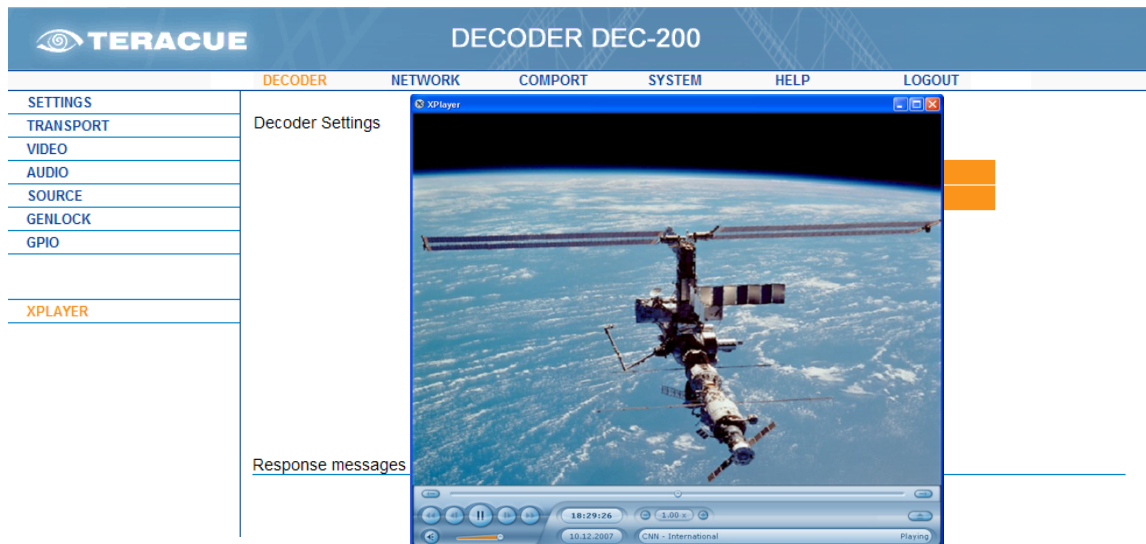 TERACUE
DECODER DEC-200
DECODER NETWORK COMPORT SYSTEM HELP LOGOUT
SETTINGS
TRANSPORT
VIDEO
AUDIO
SOURCE
GENLOCK
GPIO
XPLAYER
Decoder Settings
XPlayer
Response messages
18:29:26
1.00 x
10.12.2007
CNN - International
Playing